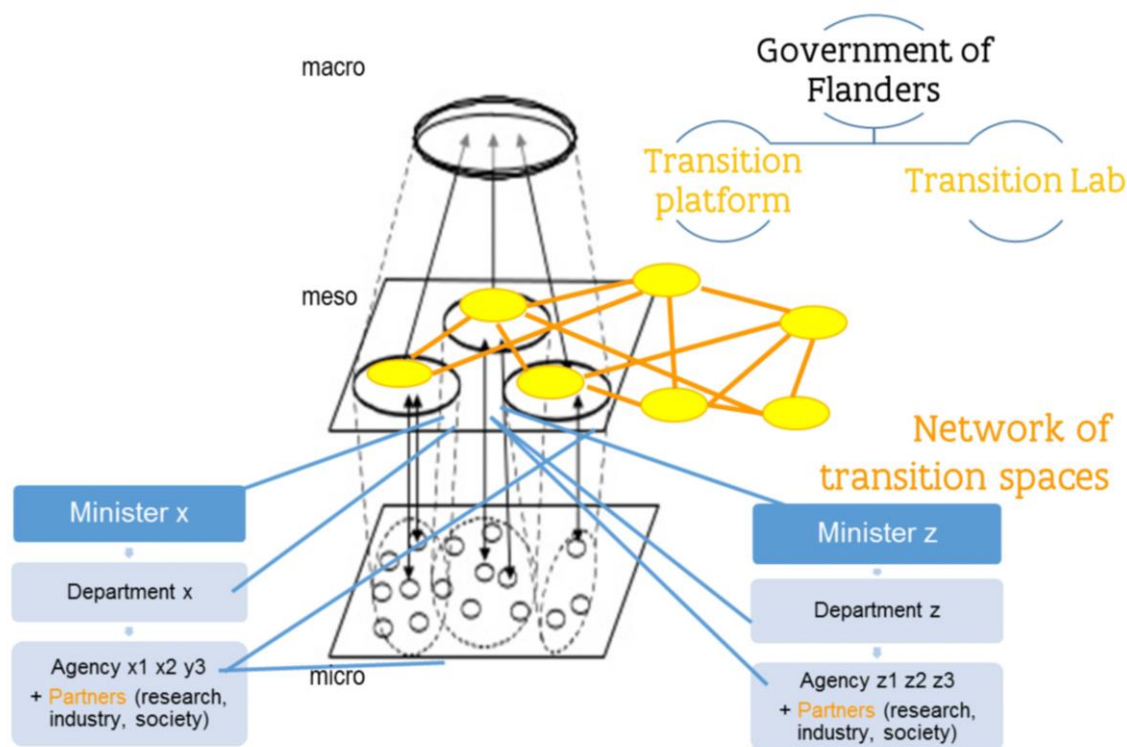 macro
Government of
Flanders
Transition
platform
Transition Lab
meso
Network of
transition spaces
Minister x
Department x
Agency x1 x2 y3
+ Partners (research,
industry, society)
micro
Minister z
Department z
Agency z1 z2 z3
+ Partners (research,
industry, society)